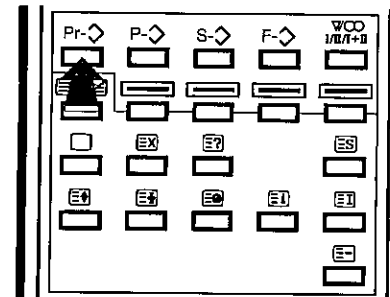 Pr- P- S- F- VCO
I/II/I+II
X ? S
I